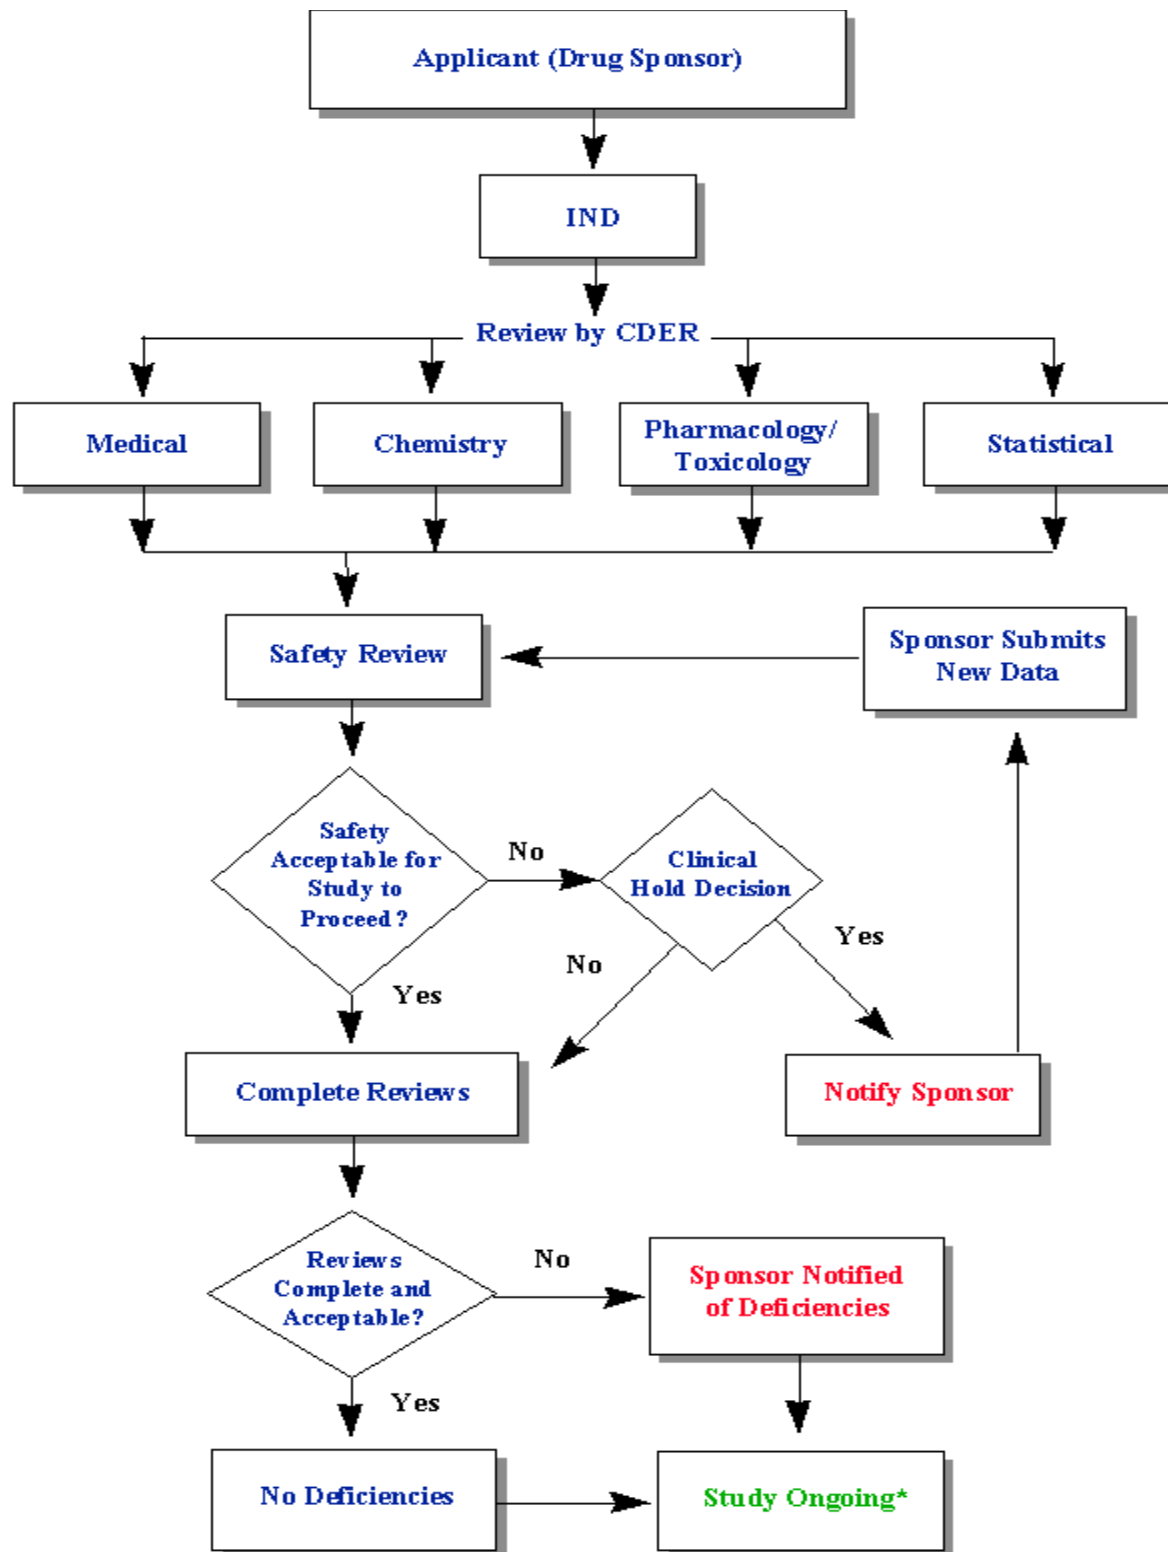 Applicant (Drug Sponsor)
IND
Review by CDER
Medical
Chemistry
Pharmacology/
Toxicology
Statistical
Safety Review
Sponsor Submits
New Data
Safety
Acceptable for
Study to
Proceed?
No
Clinical
Hold Decision
No
Yes
Yes
Complete Reviews
Notify Sponsor
Reviews
Complete and
Acceptable?
No
Sponsor Notified
of Deficiencies
Yes
No Deficiencies
Study Ongoing*